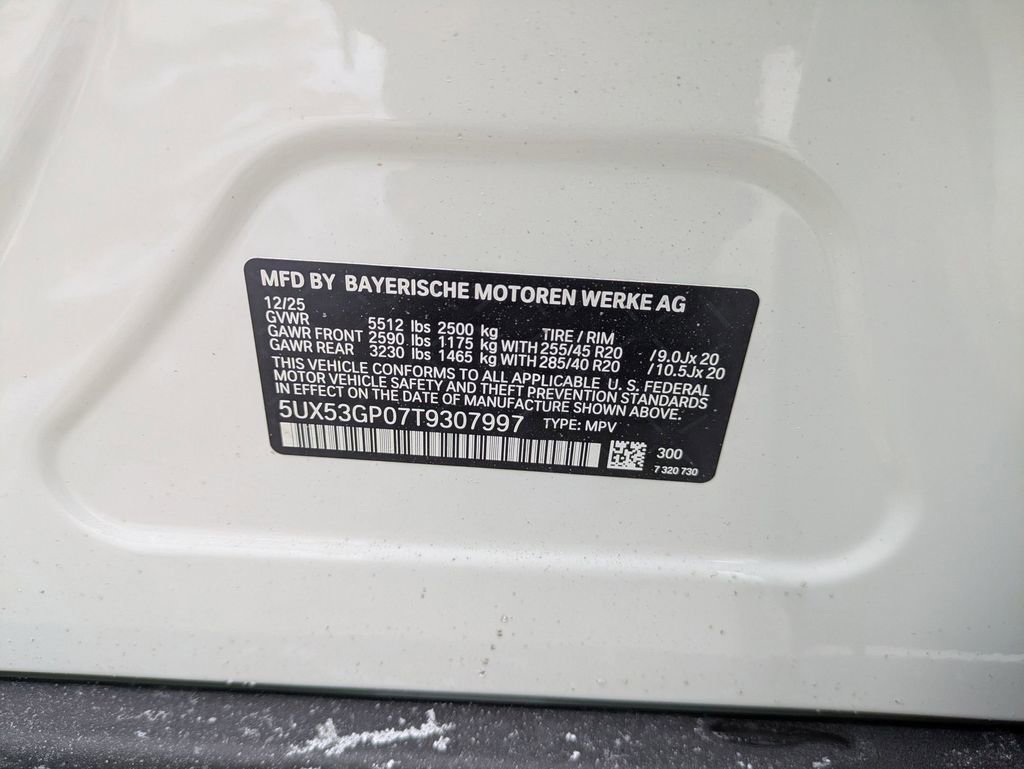 MFD BY BAYERISCHE MOTOREN WERKE AG
12/25
GVWR 5512 lbs 2500 kg TIRE / RIM
GAWR FRONT 2590 lbs 1175 kg WITH 255/45 R20 /9.0Jx 20
GAWR REAR 3230 lbs 1465 kg WITH 285/40 R20 /10.5Jx 20
THIS VEHICLE CONFORMS TO ALL APPLICABLE U. S. FEDERAL
MOTOR VEHICLE SAFETY AND THEFT PREVENTION STANDARDS
IN EFFECT ON THE DATE OF MANUFACTURE SHOWN ABOVE.
5UX53GP07T9307997 TYPE: MPV
300
7 320 730